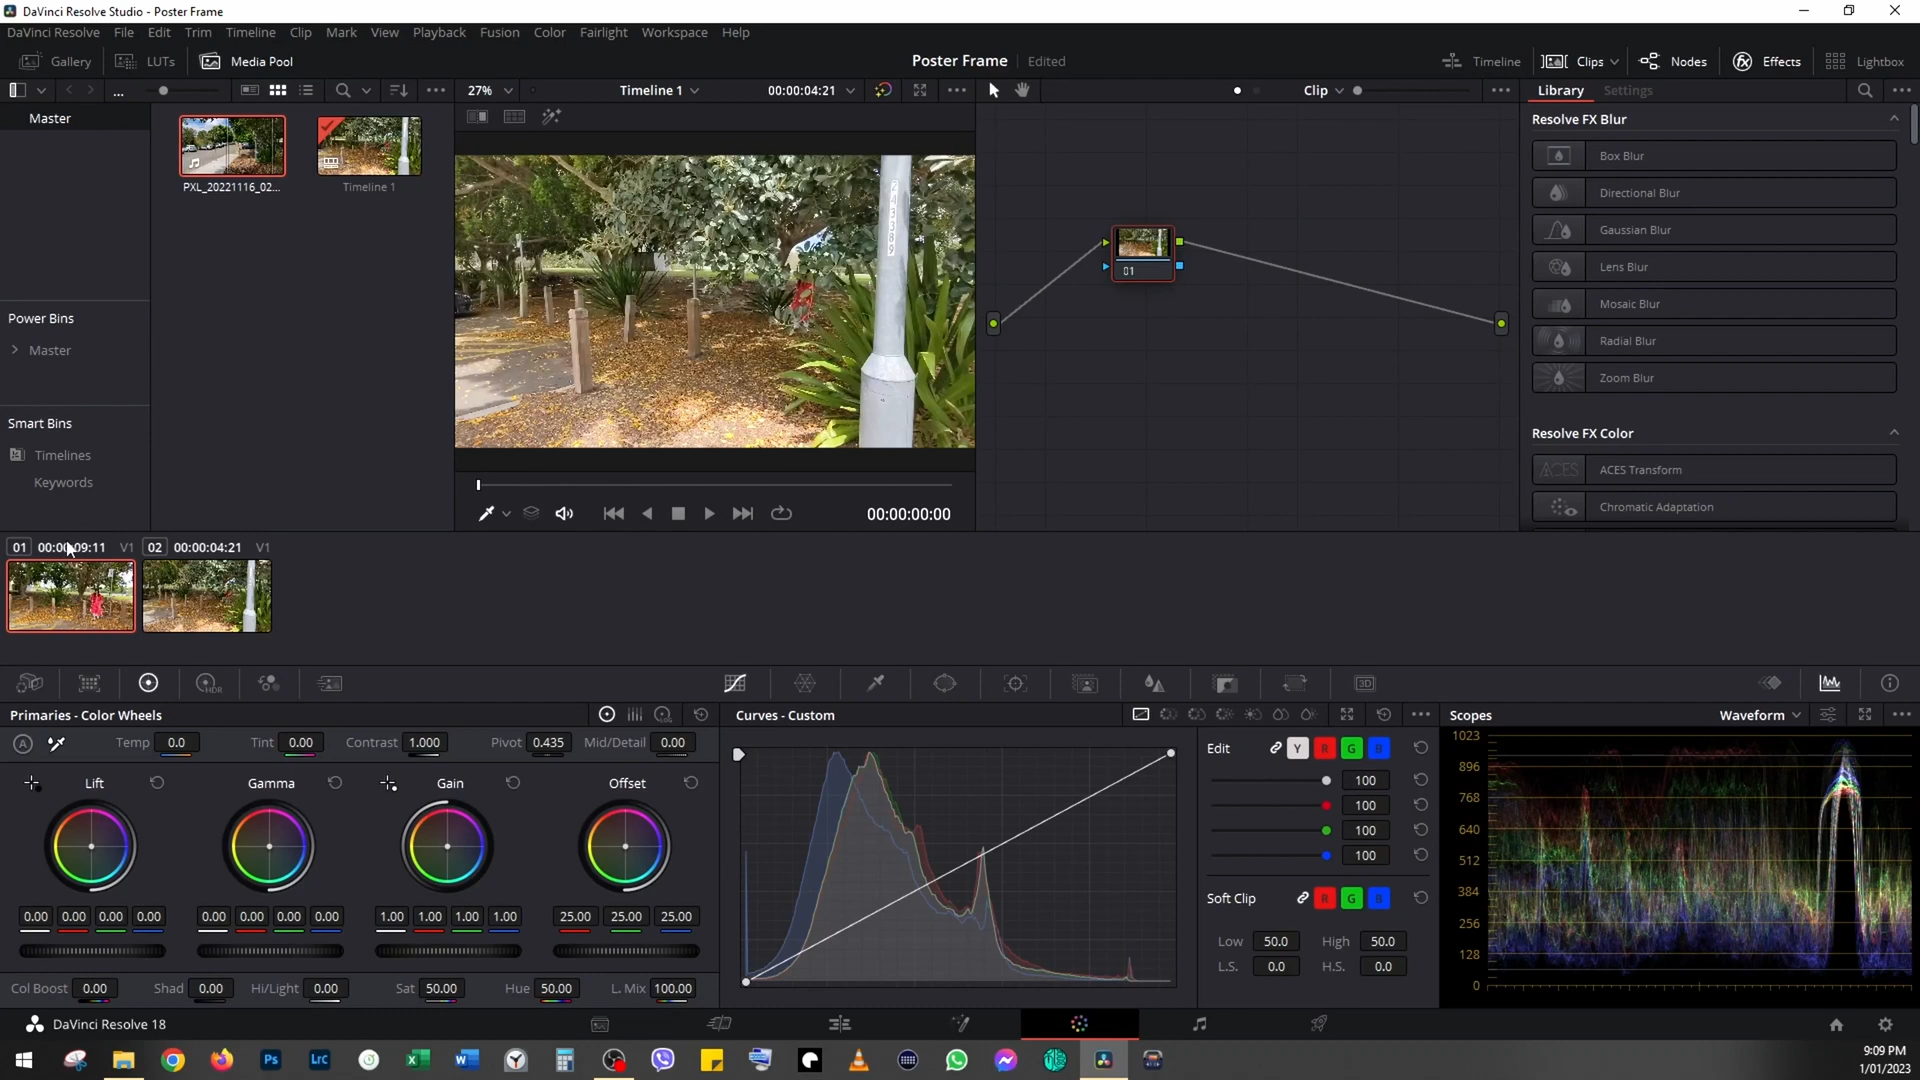 DaVinci Resolve Studio - Poster Frame
DaVinci Resolve File Edit Trim Timeline Clip Mark View Playback Fusion Color Fairlight Workspace Help
Gallery LUTs Media Pool Poster Frame Edited Timeline Clips Nodes Effects Lightbox
... 27% Timeline 1 00:00:04:21 Clip Library Settings
Master
PXL_20221116_02...
Timeline 1
Power Bins
Master
Smart Bins
Timelines
Keywords
243389
01
00:00:00:00
Resolve FX Blur
Box Blur
Directional Blur
Gaussian Blur
Lens Blur
Mosaic Blur
Radial Blur
Zoom Blur
Resolve FX Color
ACES ACES Transform
Chromatic Adaptation
01 00:00:09:11 V1 02 00:00:04:21 V1
HDR 3D
Primaries - Color Wheels LOG
A Temp 0.0 Tint 0.00 Contrast 1.000 Pivot 0.435 Mid/Detail 0.00
Lift Gamma Gain Offset
0.00 0.00 0.00 0.00 0.00 0.00 0.00 0.00 1.00 1.00 1.00 1.00 25.00 25.00 25.00
Col Boost 0.00 Shad 0.00 Hi/Light 0.00 Sat 50.00 Hue 50.00 L. Mix 100.00
Curves - Custom
Edit Y R G B
100
100
100
100
Soft Clip R G B
Low 50.0 High 50.0
L.S. 0.0 H.S. 0.0
Scopes Waveform
1023
896
768
640
512
384
256
128
0
DaVinci Resolve 18
Ps LrC
9:09 PM
1/01/2023